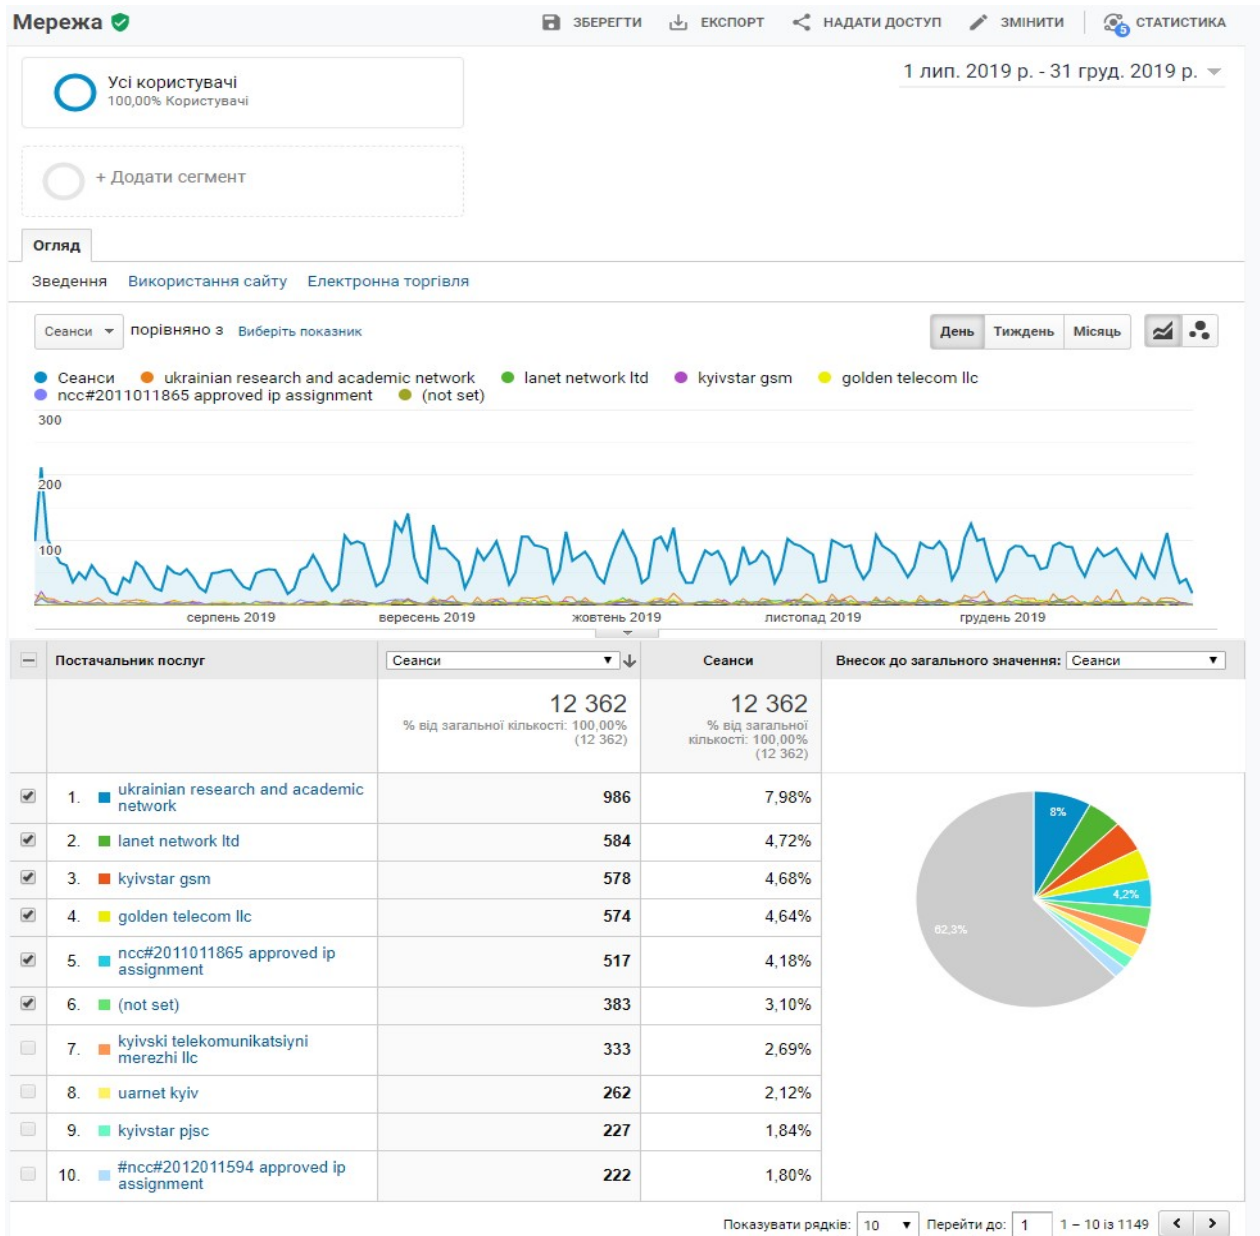 Мережа
ЗБЕРЕГТИ ЕКСПОРТ НАДАТИ ДОСТУП ЗМІНИТИ 5 СТАТИСТИКА
Усі користувачі
100,00% Користувачі
1 лип. 2019 р. - 31 груд. 2019 р.
+ Додати сегмент
Огляд
Зведення Використання сайту Електронна торгівля
Сеанси порівняно з Виберіть показник
День Тиждень Місяць
Сеанси ukrainian research and academic network lanet network ltd kyivstar gsm golden telecom llc
ncc#2011011865 approved ip assignment (not set)
300
200
100
серпень 2019 вересень 2019 жовтень 2019 листопад 2019 грудень 2019
Постачальник послуг Сеанси Сеанси Внесок до загального значення: Сеанси
12 362 12 362
% від загальної кількості: 100,00%
(12 362)
% від загальної
кількості: 100,00%
(12 362)
1. ukrainian research and academic
network 986 7,98%
2. lanet network ltd 584 4,72%
3. kyivstar gsm 578 4,68%
4. golden telecom llc 574 4,64%
5. ncc#2011011865 approved ip
assignment 517 4,18%
6. (not set) 383 3,10%
7. kyivski telekomunikatsiyni
merezhi llc 333 2,69%
8. uarnet kyiv 262 2,12%
9. kyivstar pjsc 227 1,84%
10. #ncc#2012011594 approved ip
assignment 222 1,80%
8%
4,2%
62,3%
Показувати рядків: 10 Перейти до: 1 1 – 10 із 1149